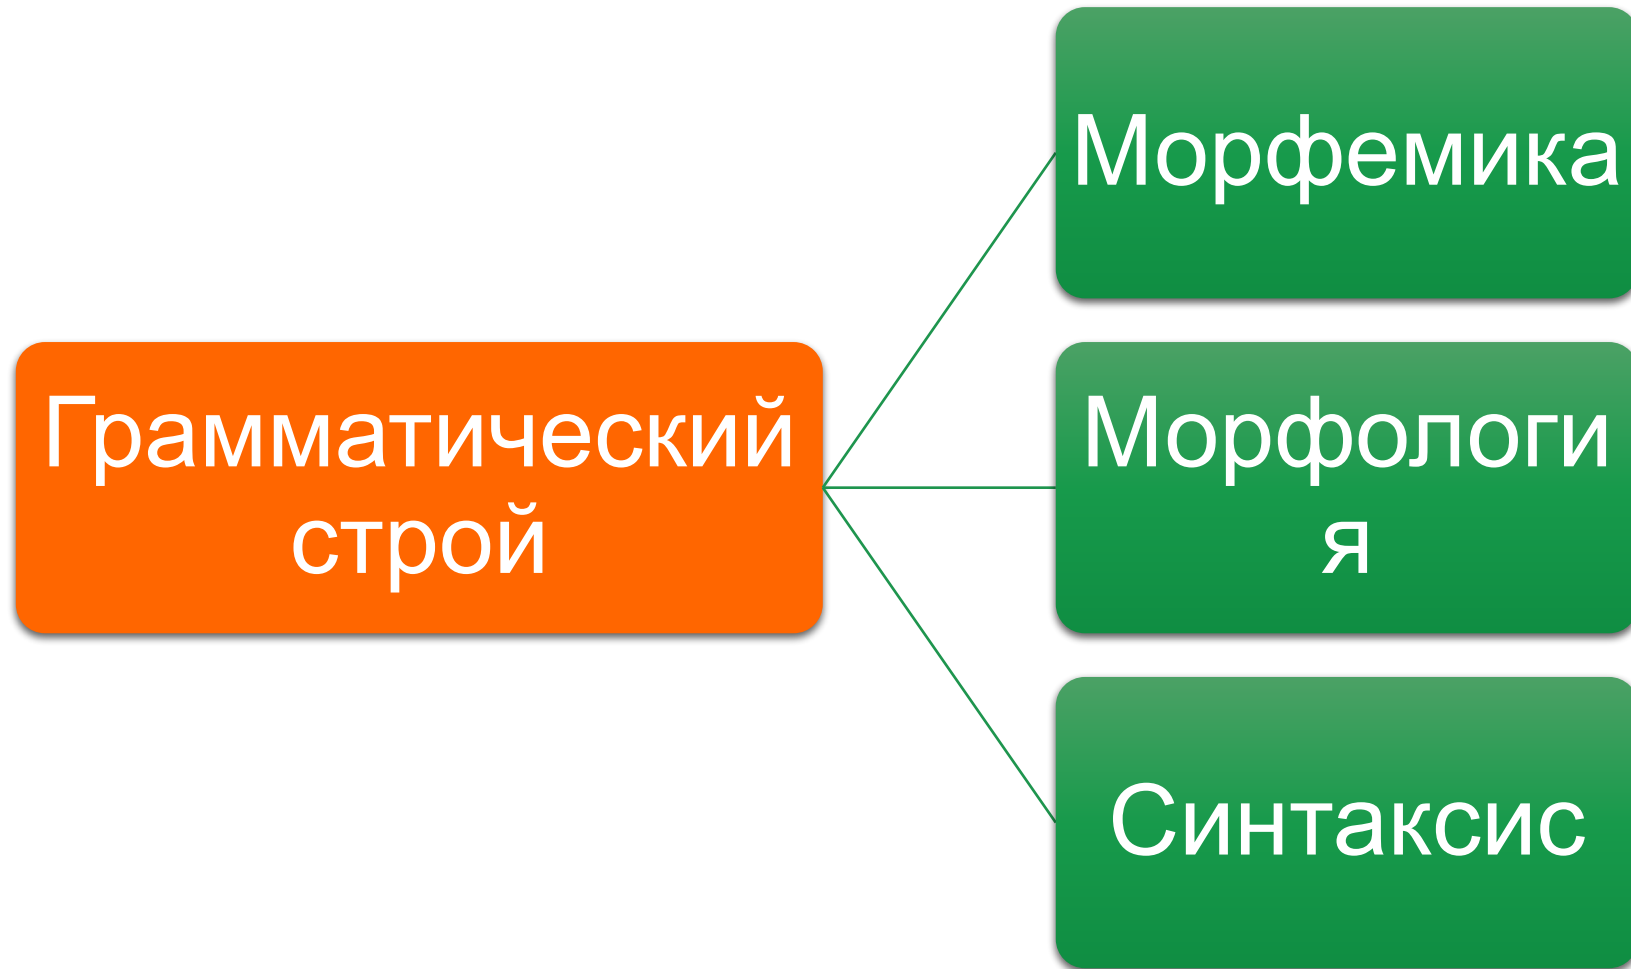 Морфемика
Грамматический
строй
Морфологи
я
Синтаксис